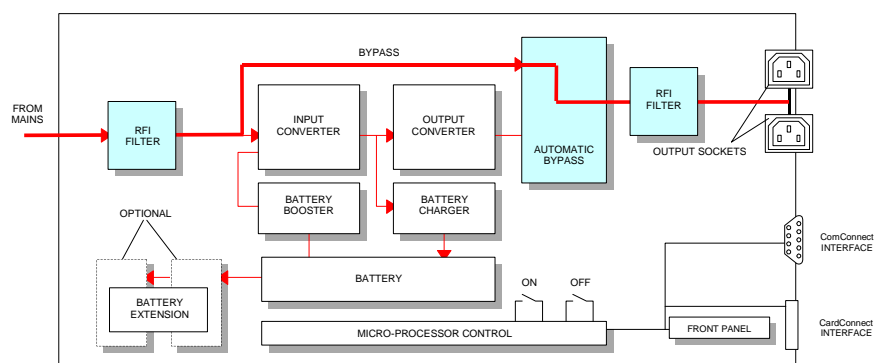 BYPASS
FROM
MAINS
RFI
FILTER
INPUT
CONVERTER
OUTPUT
CONVERTER
AUTOMATIC
BYPASS
RFI
FILTER
OUTPUT SOCKETS
BATTERY
BOOSTER
BATTERY
CHARGER
OPTIONAL
BATTERY
EXTENSION
BATTERY
ON
OFF
MICRO-PROCESSOR CONTROL
FRONT PANEL
ComConnect
INTERFACE
CardConnect
INTERFACE